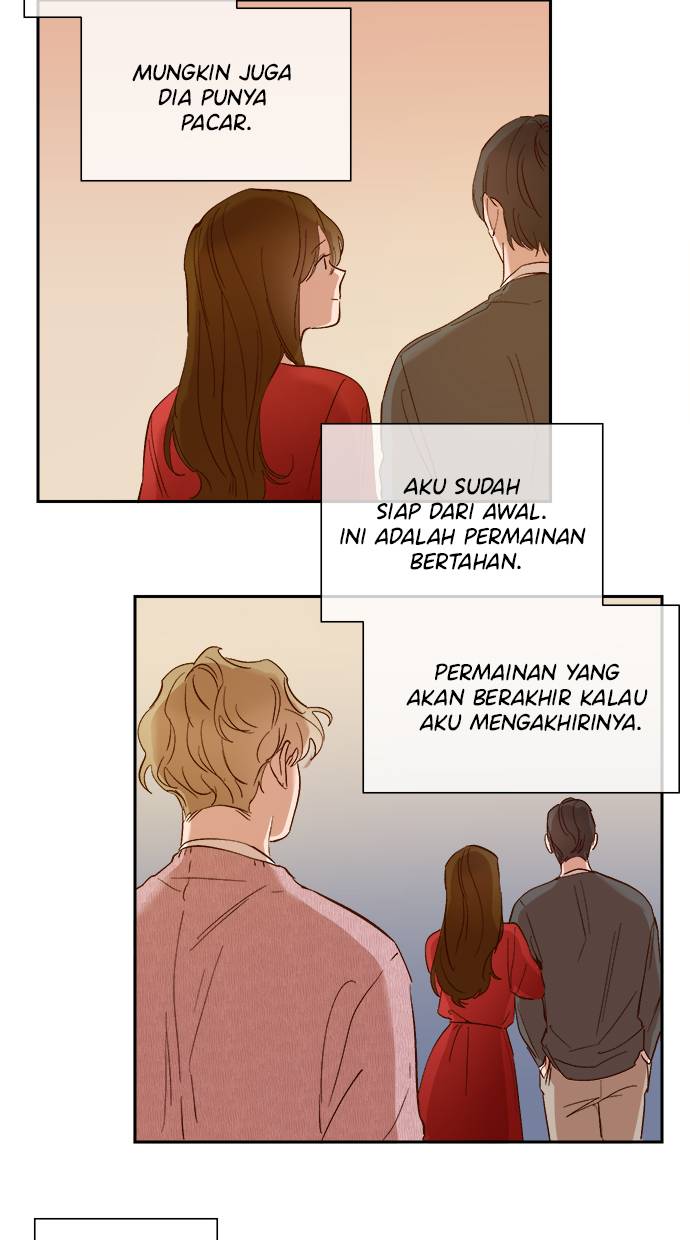 MUNGKIN JUGA
DIA PUNYA
PACAR.
AKU SUDAH
SIAP DARI AWAL.
INI ADALAH PERMAINAN
BERTAHAN.
PERMAINAN YANG
AKAN BERAKHIR KALAU
AKU MENGAKHIRINYA.